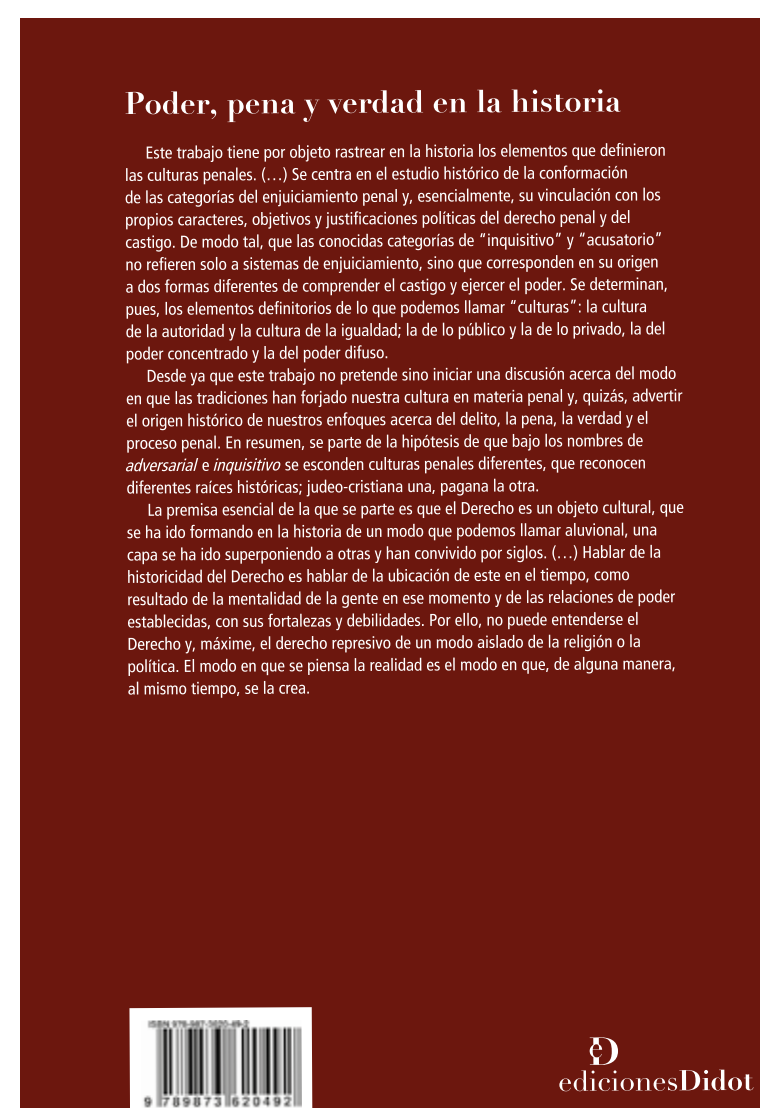 Poder, pena y verdad en la historia
Este trabajo tiene por objeto rastrear en la historia los elementos que definieron
las culturas penales. (…) Se centra en el estudio histórico de la conformación
de las categorías del enjuiciamiento penal y, esencialmente, su vinculación con los
propios caracteres, objetivos y justificaciones políticas del derecho penal y del
castigo. De modo tal, que las conocidas categorías de “inquisitivo” y “acusatorio”
no refieren solo a sistemas de enjuiciamiento, sino que corresponden en su origen
a dos formas diferentes de comprender el castigo y ejercer el poder. Se determinan,
pues, los elementos definitorios de lo que podemos llamar “culturas”: la cultura
de la autoridad y la cultura de la igualdad; la de lo público y la de lo privado, la del
poder concentrado y la del poder difuso.
Desde ya que este trabajo no pretende sino iniciar una discusión acerca del modo
en que las tradiciones han forjado nuestra cultura en materia penal y, quizás, advertir
el origen histórico de nuestros enfoques acerca del delito, la pena, la verdad y el
proceso penal. En resumen, se parte de la hipótesis de que bajo los nombres de
adversarial e inquisitivo se esconden culturas penales diferentes, que reconocen
diferentes raíces históricas; judeo-cristiana una, pagana la otra.
La premisa esencial de la que se parte es que el Derecho es un objeto cultural, que
se ha ido formando en la historia de un modo que podemos llamar aluvional, una
capa se ha ido superponiendo a otras y han convivido por siglos. (…) Hablar de la
historicidad del Derecho es hablar de la ubicación de este en el tiempo, como
resultado de la mentalidad de la gente en ese momento y de las relaciones de poder
establecidas, con sus fortalezas y debilidades. Por ello, no puede entenderse el
Derecho y, máxime, el derecho represivo de un modo aislado de la religión o la
política. El modo en que se piensa la realidad es el modo en que, de alguna manera,
al mismo tiempo, se la crea.
ISBN 978-987-3620-49-2
9 789873 620492
eD
edicionesDidot